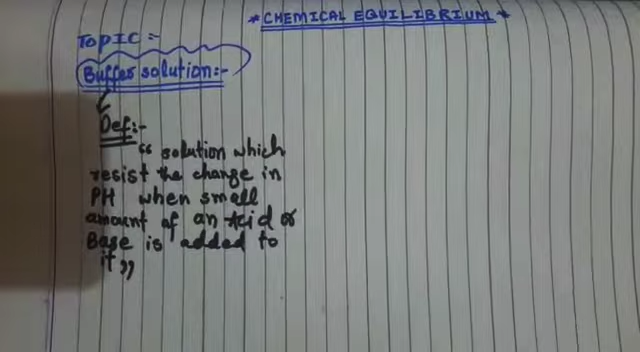 * CHEMICAL EQUILIBRIUM *
Topic:-
Buffer solution:-
Def:-
" solution which
resist the change in
PH when small
amount of an Acid or
Base is added to
it "